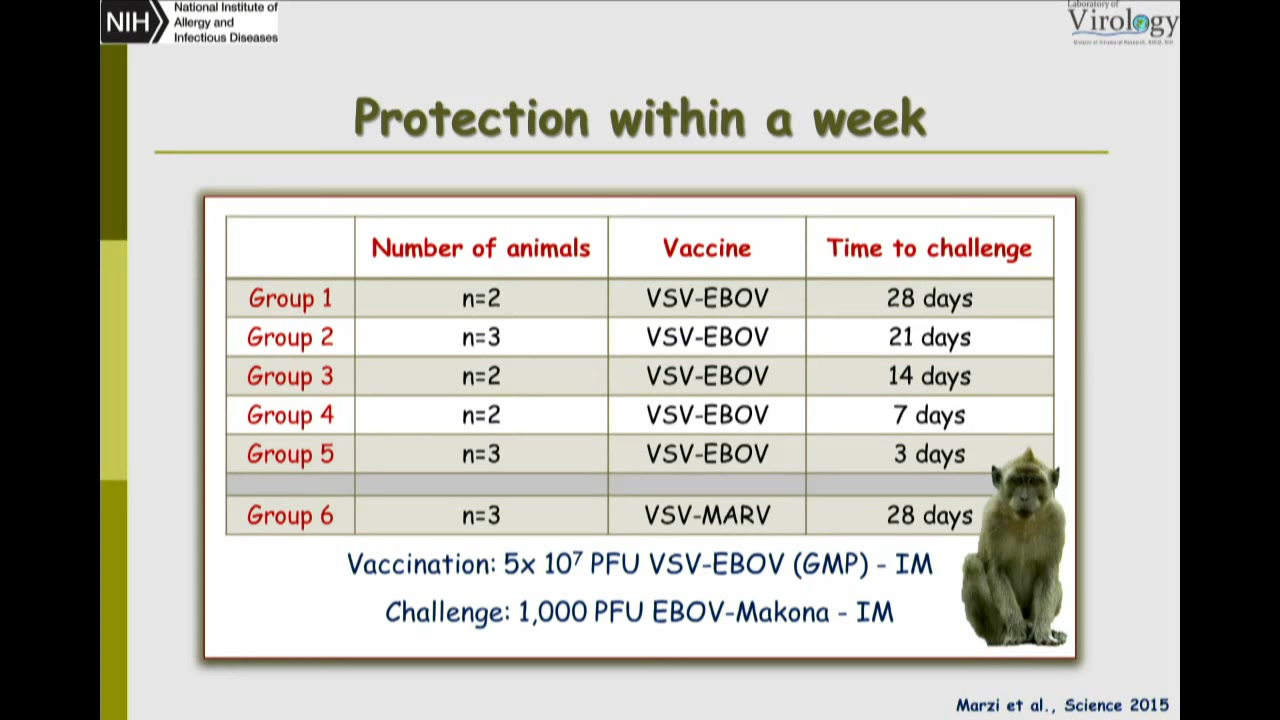 NIH
National Institute of
Allergy and
Infectious Diseases
Laboratory of
Virology
Protection within a week
Number of animals Vaccine Time to challenge
Group 1 n=2 VSV-EBOV 28 days
Group 2 n=3 VSV-EBOV 21 days
Group 3 n=2 VSV-EBOV 14 days
Group 4 n=2 VSV-EBOV 7 days
Group 5 n=3 VSV-EBOV 3 days
Group 6 n=3 VSV-MARV 28 days
Vaccination: 5x 10⁷ PFU VSV-EBOV (GMP) - IM
Challenge: 1,000 PFU EBOV-Makona - IM
Marzi et al., Science 2015